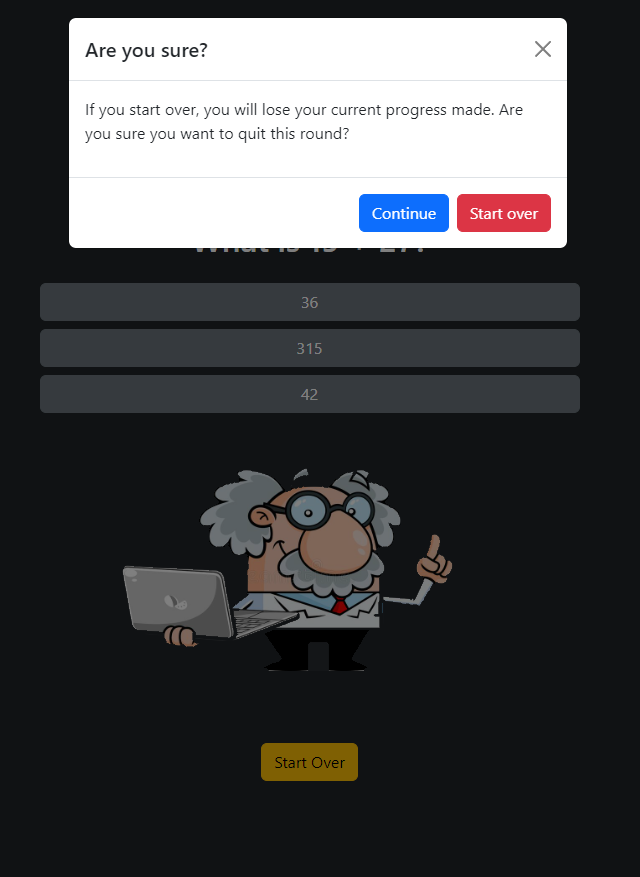 Are you sure?
If you start over, you will lose your current progress made. Are
you sure you want to quit this round?
Continue
Start over
36
315
42
Start Over